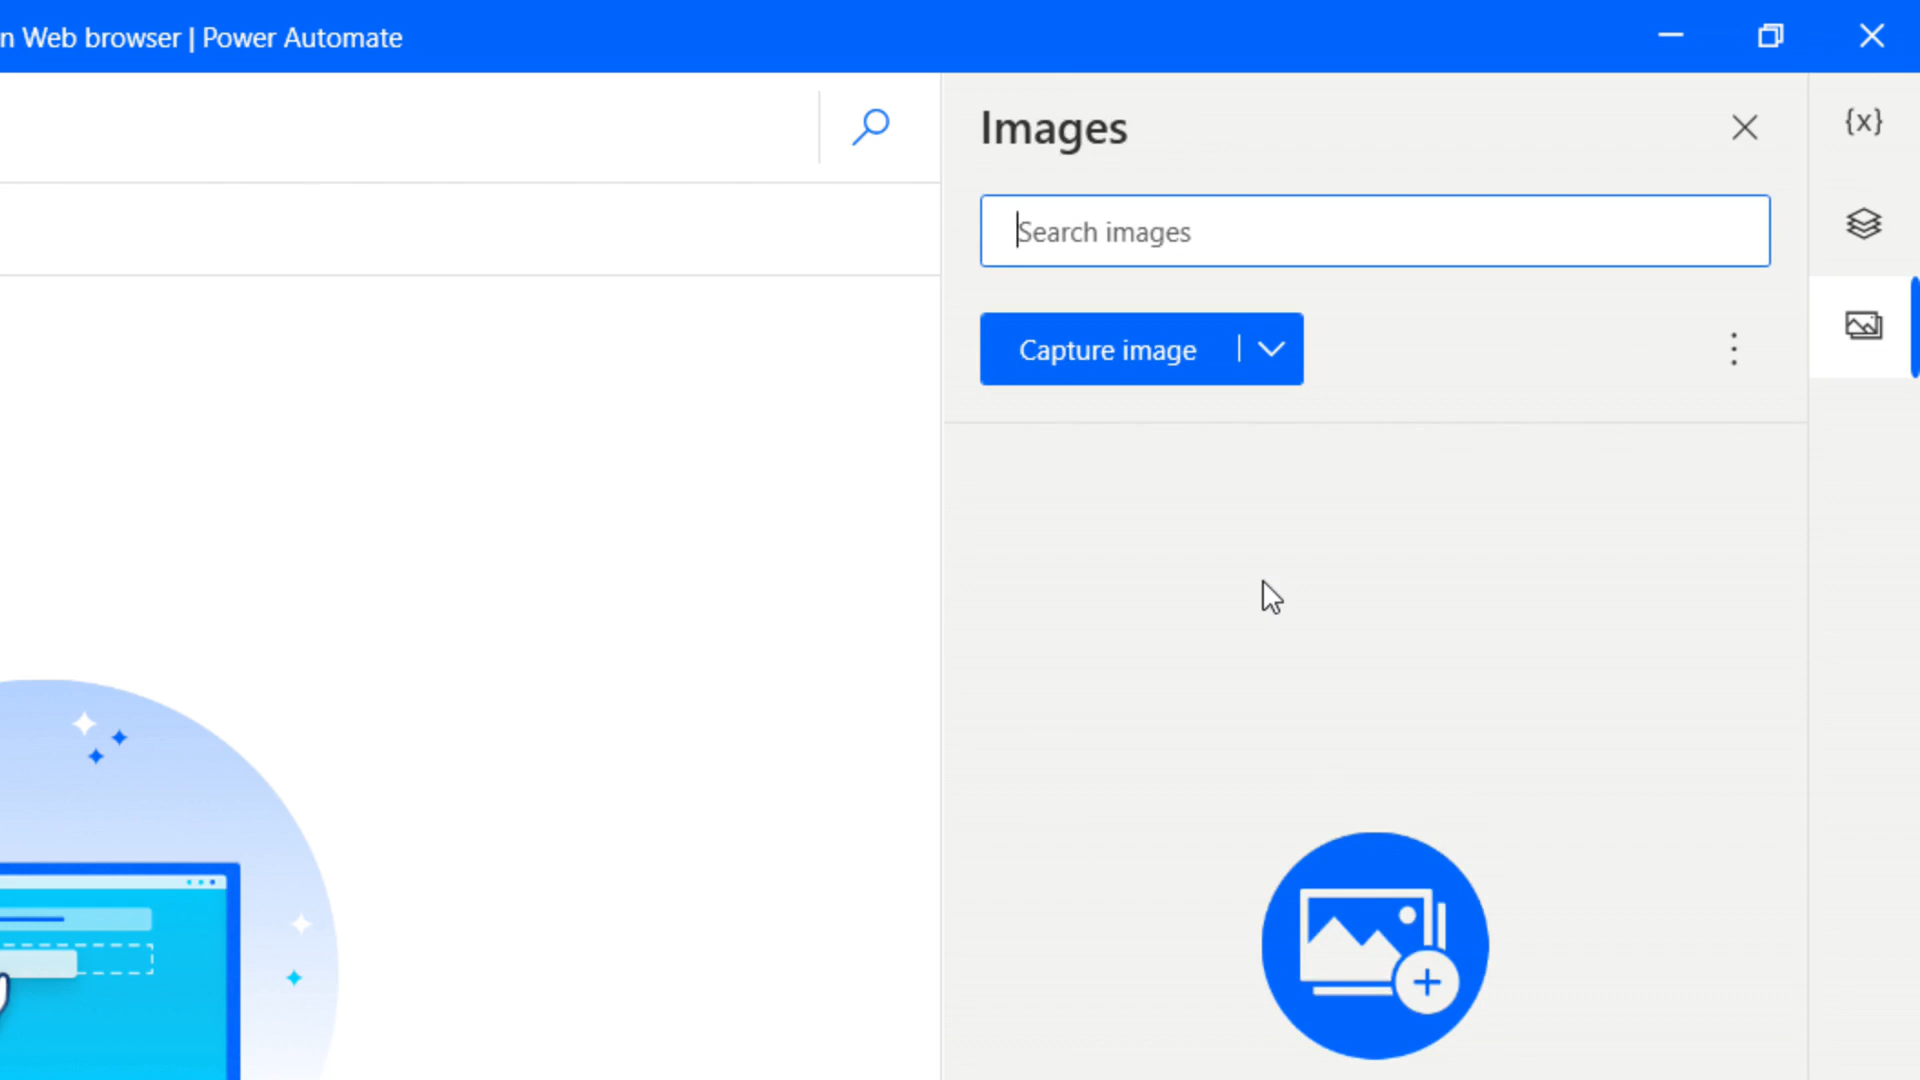 n Web browser | Power Automate
Images
{x}
Search images
Capture image